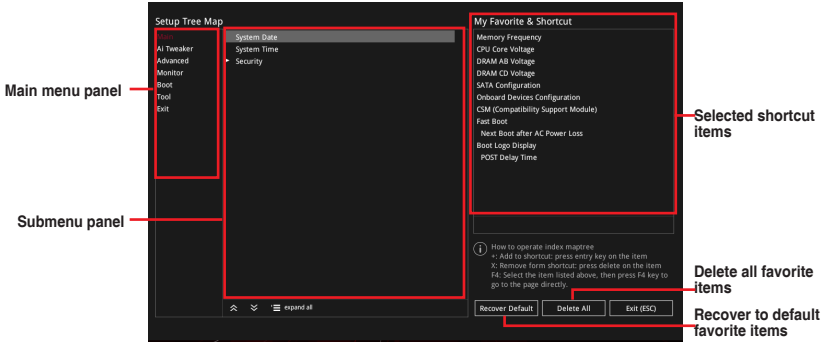 Setup Tree Map
Main
Ai Tweaker
Advanced
Monitor
Boot
Tool
Exit
System Date
System Time
Security
expand all
My Favorite & Shortcut
Memory Frequency
CPU Core Voltage
DRAM AB Voltage
DRAM CD Voltage
SATA Configuration
Onboard Devices Configuration
CSM (Compatibility Support Module)
Fast Boot
Next Boot after AC Power Loss
Boot Logo Display
POST Delay Time
How to operate index maptree
+: Add to shortcut: press entry key on the item
X: Remove form shortcut: press delete on the item
F4: Select the item listed above, then press F4 key to
go to the page directly.
Recover Default
Delete All
Exit (ESC)
Main menu panel
Submenu panel
Selected shortcut
items
Delete all favorite
items
Recover to default
favorite items